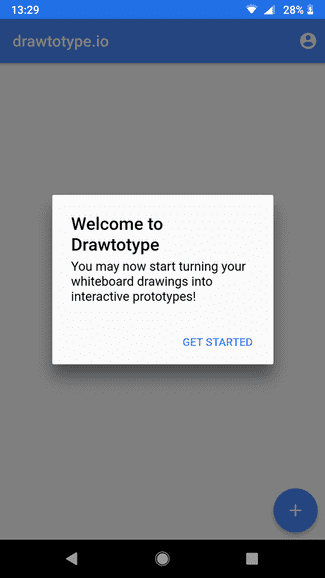 13:29
28%
drawtotype.io
Welcome to
Drawtotype
You may now start turning your
whiteboard drawings into
interactive prototypes!
GET STARTED